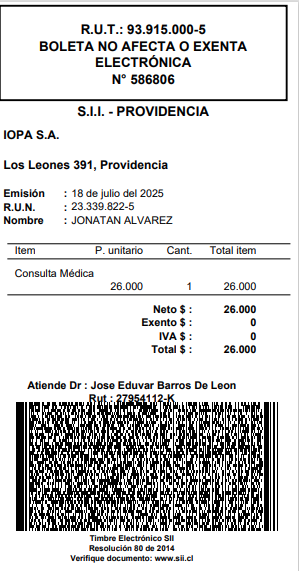 R.U.T.: 93.915.000-5
BOLETA NO AFECTA O EXENTA
ELECTRÓNICA
N° 586806
S.I.I. - PROVIDENCIA
IOPA S.A.
Los Leones 391, Providencia
Emisión : 18 de julio del 2025
R.U.N. : 23.339.822-5
Nombre : JONATAN ALVAREZ
Item P. unitario Cant. Total item
Consulta Médica
26.000 1 26.000
Neto $ : 26.000
Exento $ : 0
IVA $ : 0
Total $ : 26.000
Atiende Dr : Jose Eduvar Barros De Leon
Rut : 27954112-K
Timbre Electrónico SII
Resolución 80 de 2014
Verifique documento: www.sii.cl